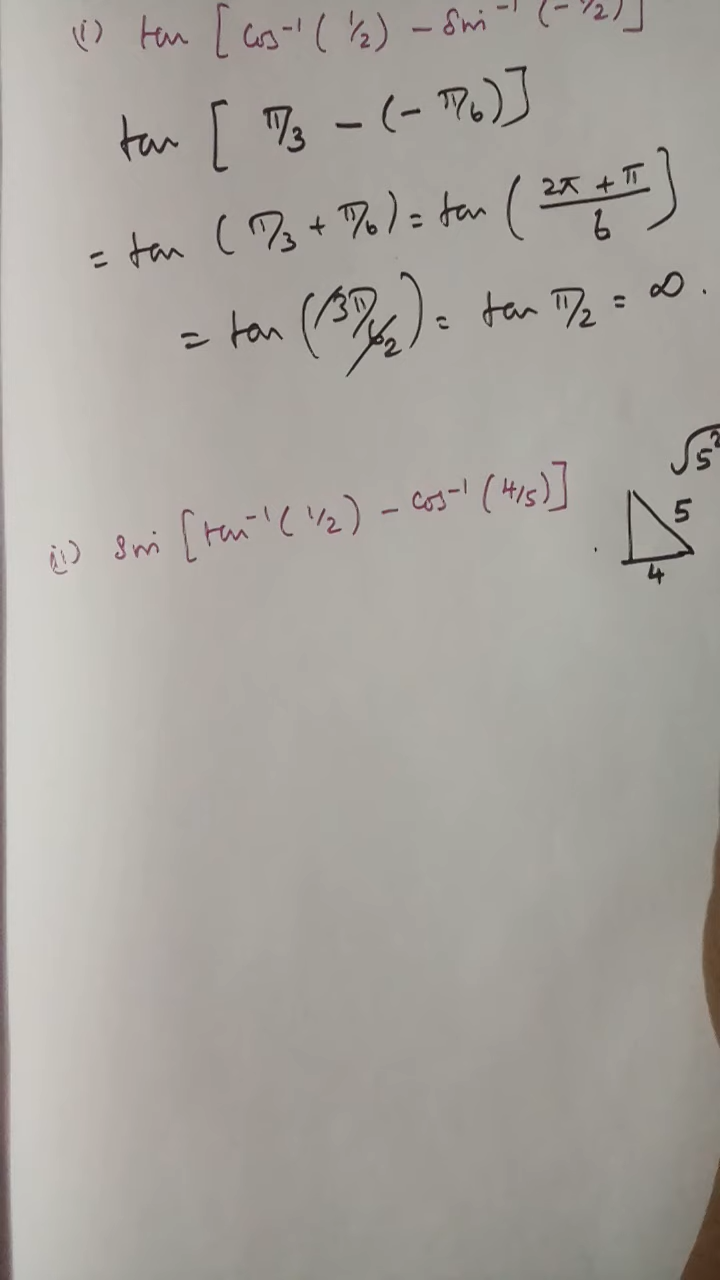 (i) tan [ cos⁻¹ ( 1/2 ) - sin⁻¹ (-1/2) ]
tan [ π/3 - (- π/6) ]
= tan ( π/3 + π/6 ) = tan ( (2π + π)/6 )
= tan ( 3π/6 2 ) = tan π/2 = ∞ .
(ii) sin [ tan⁻¹ ( 1/2 ) - cos⁻¹ ( 4/5 ) ]
√5²
5
4